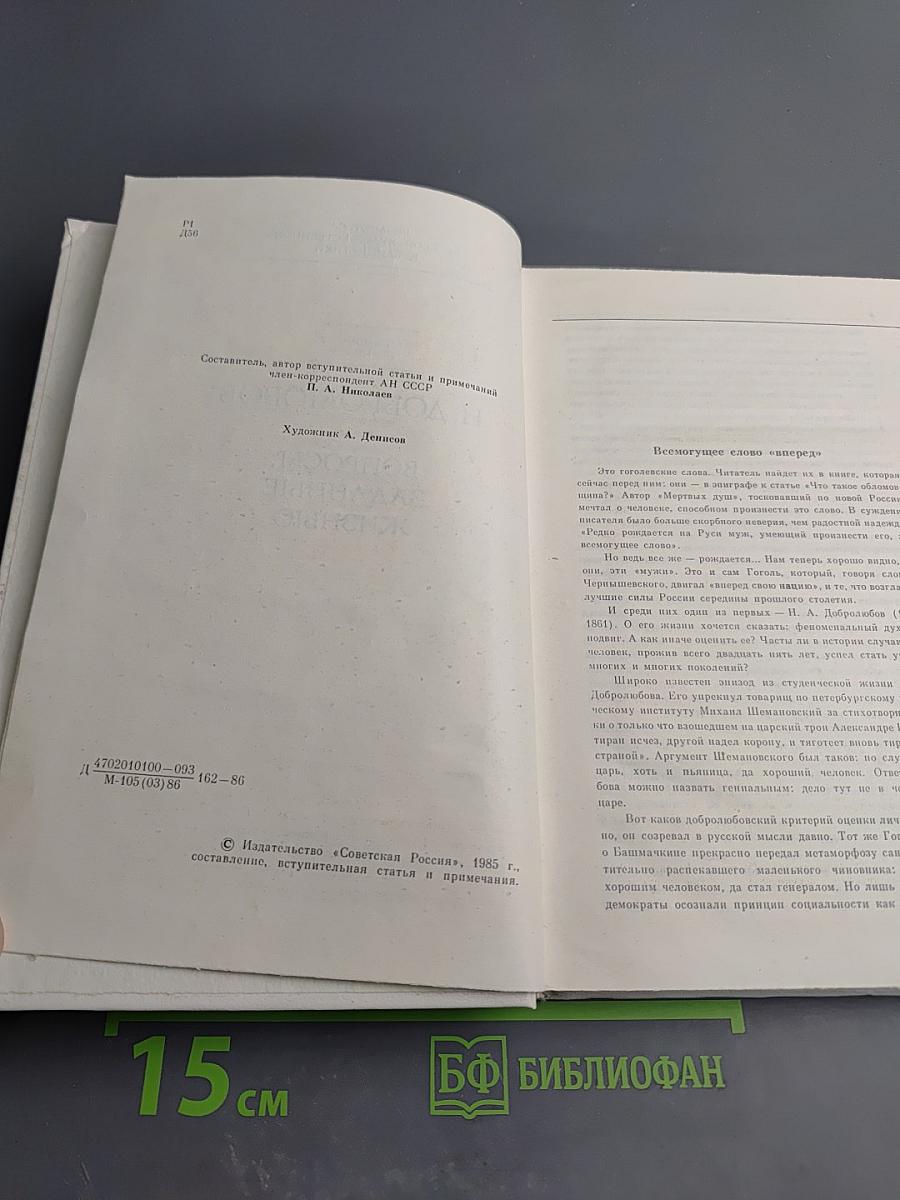 Р1
Д56
Составитель, автор вступительной статьи и примечаний
член-корреспондент АН СССР
П. А. Николаев
Художник А. Денисов
Д 4702010100—093 162—86
М-105(03)86
© Издательство «Советская Россия», 1985 г.,
составление, вступительная статья и примечания.
Всемогущее слово «вперед»
Это гоголевские слова. Читатель найдет их в книге, которая
сейчас перед ним: они — в эпиграфе к статье «Что такое обломов-
щина?» Автор «Мертвых душ», тосковавший по новой России
мечтал о человеке, способном произнести это слово. В суждении
писателя было больше скорбного неверия, чем радостной надежд
«Редко рождается на Руси муж, умеющий произнести его, э
всемогущее слово».
Но ведь все же — рождается... Нам теперь хорошо видно,
они, эти «мужи». Это и сам Гоголь, который, говоря слов
Чернышевского, двигал «вперед свою нацию», и те, что возгла
лучшие силы России середины прошлого столетия.
И среди них один из первых — Н. А. Добролюбов (1
1861). О его жизни хочется сказать: феноменальный дух
подвиг. А как иначе оценить ее? Часты ли в истории случаи
человек, прожив всего двадцать пять лет, успел стать уч
многих и многих поколений?
Широко известен эпизод из студенческой жизни
Добролюбова. Его упрекнул товарищ по петербургскому
ческому институту Михаил Шемановский за стихотвори
ки о только что взошедшем на царский трон Александре I
тиран исчез, другой надел корону, и тяготеет вновь тир
страной». Аргумент Шемановского был таков: по слу
царь, хоть и пьяница, да хороший человек. Ответ
бова можно назвать гениальным: дело тут не в че
царе.
Вот каков добролюбовский критерий оценки лич
но, он созревал в русской мысли давно. Тот же Гог
о Башмачкине прекрасно передал метаморфозу сан
тительно распекавшего маленького чиновника:
хорошим человеком, да стал генералом. Но лишь
демократы осознали принцип социальности как
15 см
БФ БИБЛИОФАН